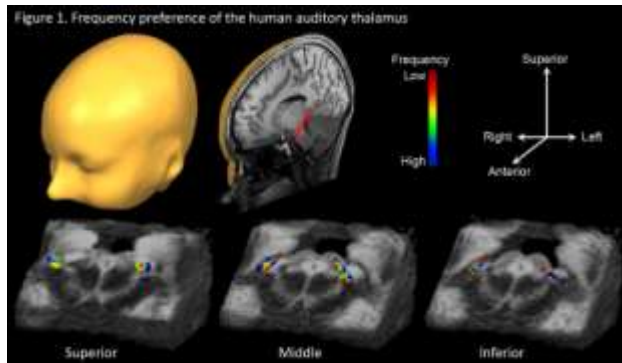 Figure 1. Frequency preference of the human auditory thalamus
Frequency
Low
High
Superior
Right
Left
Anterior
Superior
Middle
Inferior